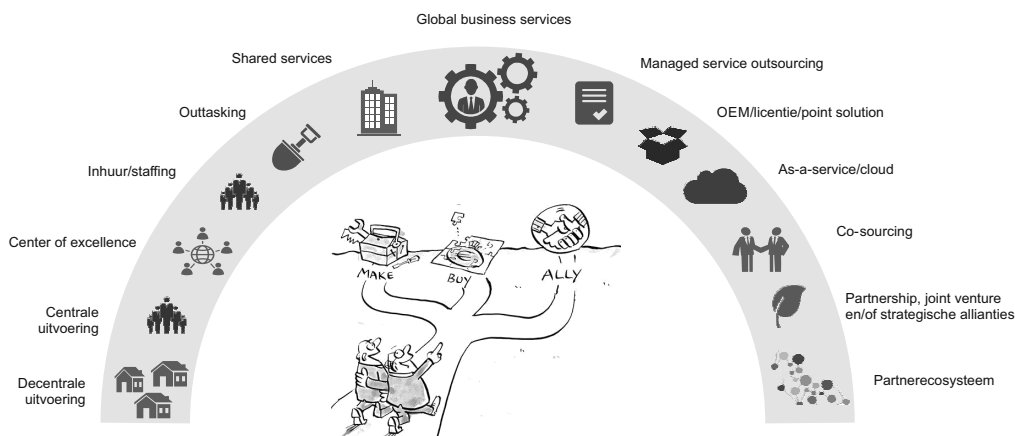 Global business services
Shared services
Managed service outsourcing
Outtasking
OEM/licentie/point solution
Inhuur/staffing
As-a-service/cloud
Center of excellence
Co-sourcing
Centrale
uitvoering
Partnership, joint venture
en/of strategische allianties
Decentrale
uitvoering
Partnerecosysteem
MAKE
BUY
ALLY